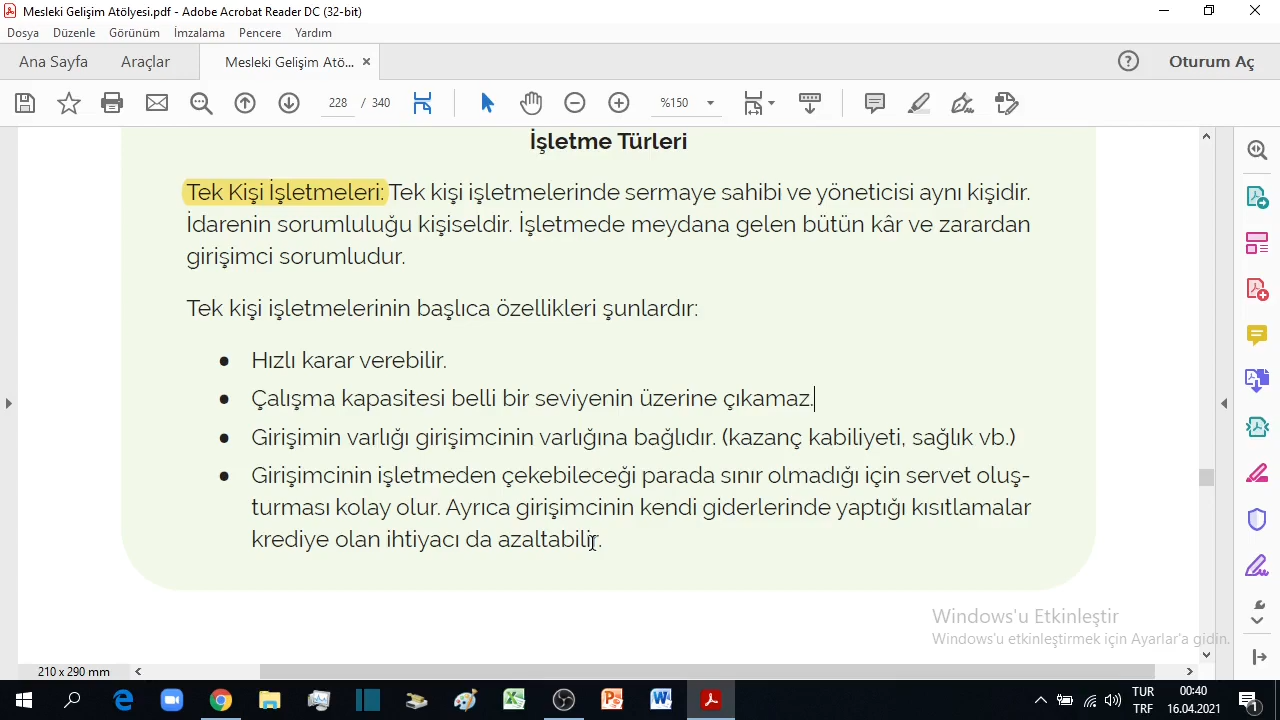 Mesleki Gelişim Atölyesi.pdf - Adobe Acrobat Reader DC (32-bit)
Dosya Düzenle Görünüm İmzalama Pencere Yardım
Ana Sayfa Araçlar Mesleki Gelişim Atö... × ? Oturum Aç
228 / 340 %150
İşletme Türleri
Tek Kişi İşletmeleri: Tek kişi işletmelerinde sermaye sahibi ve yöneticisi aynı kişidir.
İdarenin sorumluluğu kişiseldir. İşletmede meydana gelen bütün kâr ve zarardan
girişimci sorumludur.
Tek kişi işletmelerinin başlıca özellikleri şunlardır:
● Hızlı karar verebilir.
● Çalışma kapasitesi belli bir seviyenin üzerine çıkamaz.
● Girişimin varlığı girişimcinin varlığına bağlıdır. (kazanç kabiliyeti, sağlık vb.)
● Girişimcinin işletmeden çekebileceği parada sınır olmadığı için servet oluş-
turması kolay olur. Ayrıca girişimcinin kendi giderlerinde yaptığı kısıtlamalar
krediye olan ihtiyacı da azaltabilir.
Windows'u Etkinleştir
Windows'u etkinleştirmek için Ayarlar'a gidin.
210 x 290 mm
TUR 00:40
TRF 16.04.2021 1